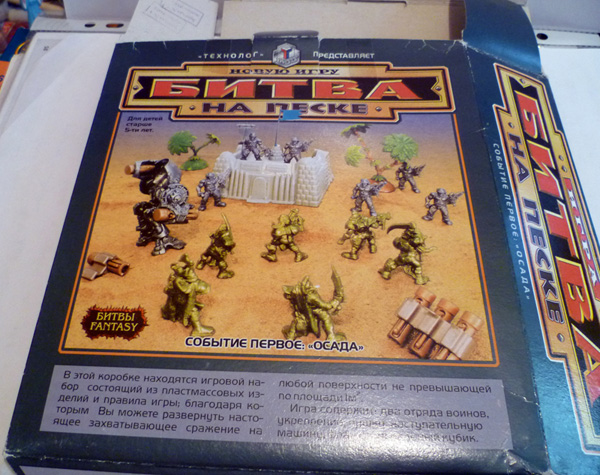 «ТЕХНОЛОГ» ПРЕДСТАВЛЯЕТ
НОВУЮ ИГРУ
БИТВА
НА ПЕСКЕ
Для детей
старше
5-ти лет.
БИТВЫ
FANTASY
СОБЫТИЕ ПЕРВОЕ: «ОСАДА»
В этой коробке находятся игровой на-
бор состоящий из пластмассовых из-
делий и правила игры; благодаря ко-
торым Вы можете развернуть насто-
ящее захватывающее сражение на
любой поверхности не превышающей
по площади 1м²
Игра содержит два отряда воинов,
наступательную
кубик.
БИТВА
НА ПЕСКЕ
СОБЫТИЕ ПЕРВОЕ: «ОСАДА»